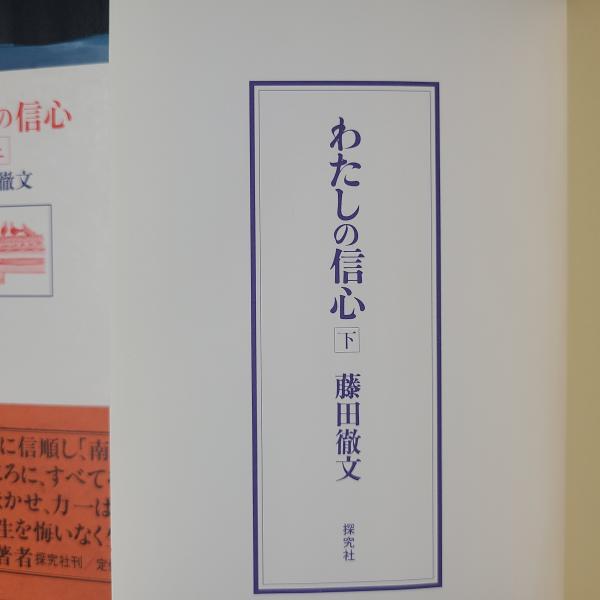 わたしの信心
下
藤田徹文
探究社
の信心
上
徹文
に信順し、「南
ころに、すべて
かせ、力一
生を悔いなく
著者
探究社刊／定